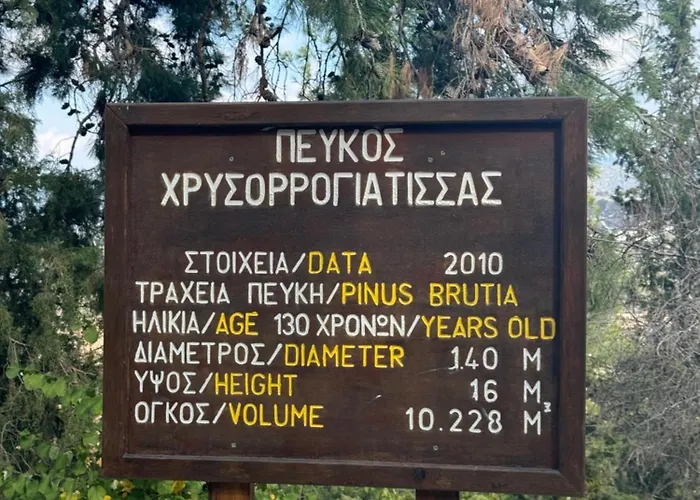 ΠΕΥΚΟΣ
ΧΡΥΣΟΡΡΟΓΙΑΤΙΣΣΑΣ
ΣΤΟΙΧΕΙΑ/DATA 2010
ΤΡΑΧΕΙΑ ΠΕΥΚΗ/PINUS BRUTIA
ΗΛΙΚΙΑ/AGE 130 ΧΡΟΝΩΝ/YEARS OLD
ΔΙΑΜΕΤΡΟΣ/DIAMETER 1.40 M
ΥΨΟΣ/HEIGHT 16 M
ΟΓΚΟΣ/VOLUME 10.228 M³